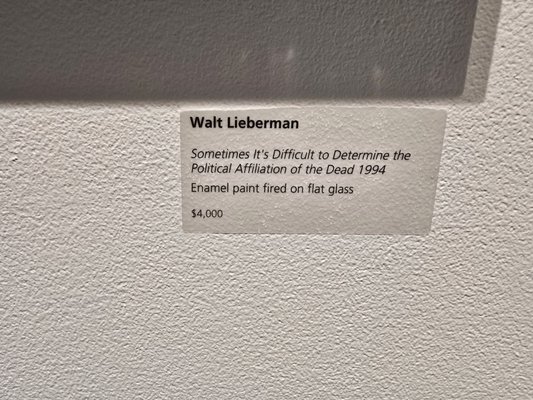 Walt Lieberman
Sometimes It's Difficult to Determine the
Political Affiliation of the Dead 1994
Enamel paint fired on flat glass
$4,000